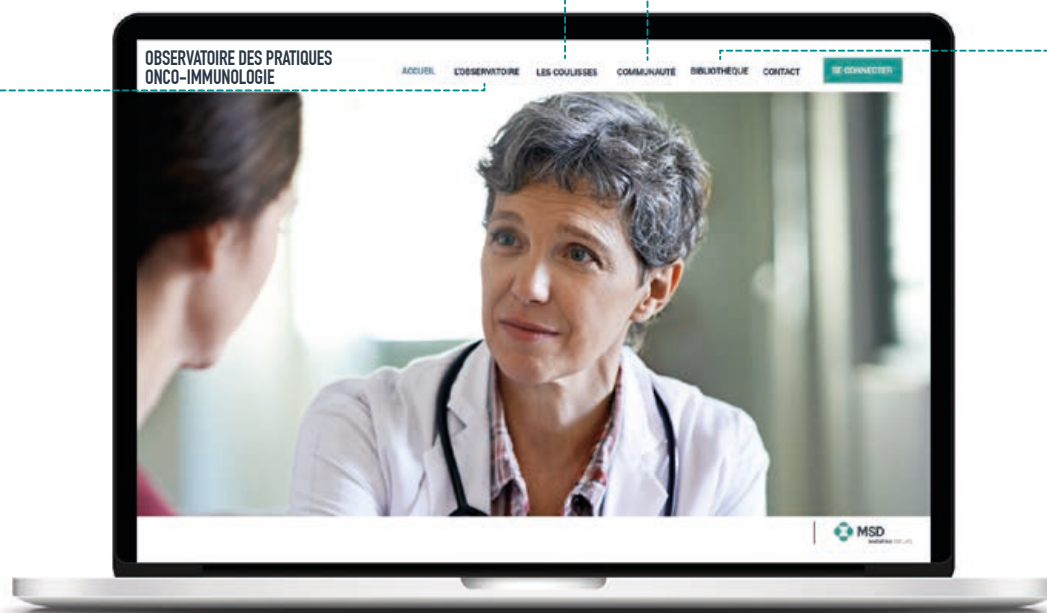 OBSERVATOIRE DES PRATIQUES
ONCO-IMMUNOLOGIE
ACCUEIL L'OBSERVATOIRE LES COULISSES COMMUNAUTÉ BIBLIOTHÈQUE CONTACT SE CONNECTER
MSD